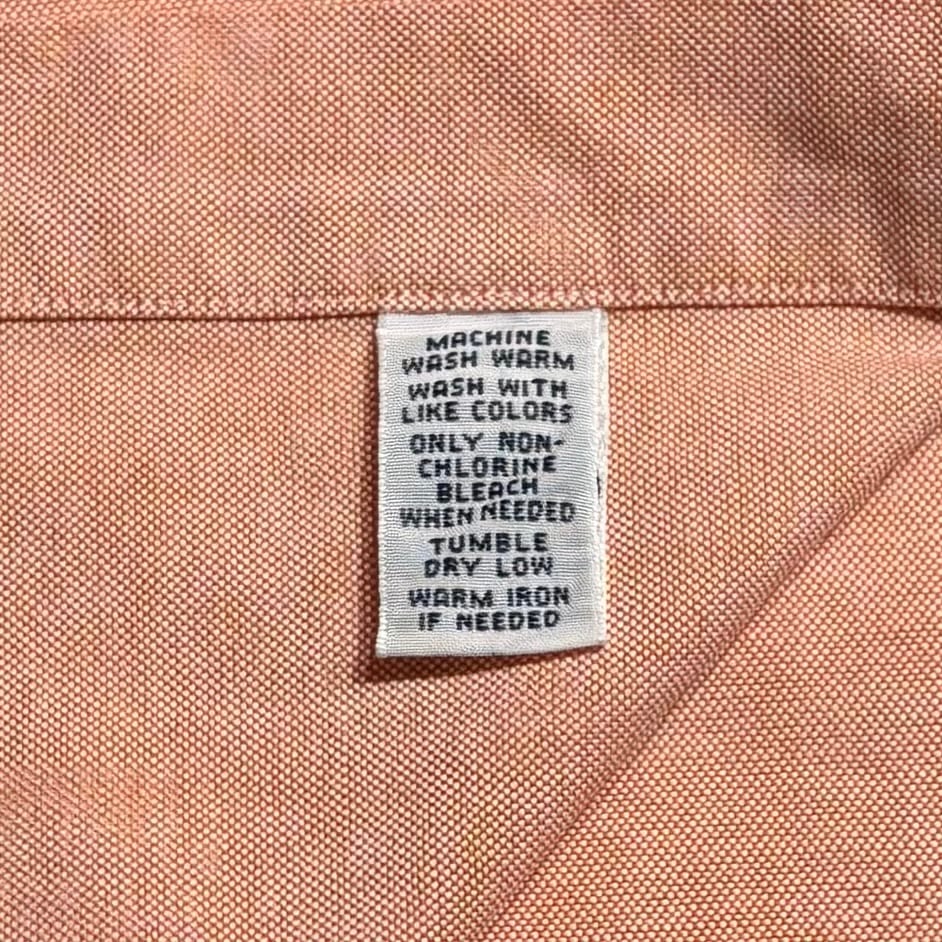 MACHINE
WASH WARM
WASH WITH
LIKE COLORS
ONLY NON-
CHLORINE
BLEACH
WHEN NEEDED
TUMBLE
DRY LOW
WARM IRON
IF NEEDED